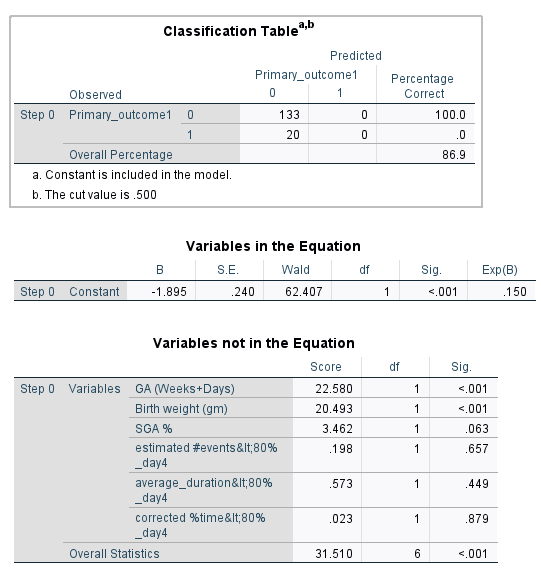 Classification Table^a,b
Predicted
Primary_outcome1 Percentage
Observed 0 1 Correct
Step 0 Primary_outcome1 0 133 0 100.0
1 20 0 .0
Overall Percentage 86.9
a. Constant is included in the model.
b. The cut value is .500
Variables in the Equation
B S.E. Wald df Sig. Exp(B)
Step 0 Constant -1.895 .240 62.407 1 <.001 .150
Variables not in the Equation
Score df Sig.
Step 0 Variables GA (Weeks+Days) 22.580 1 <.001
Birth weight (gm) 20.493 1 <.001
SGA % 3.462 1 .063
estimated #events&lt;80% .198 1 .657
_day4
average_duration&lt;80% .573 1 .449
_day4
corrected %time&lt;80% .023 1 .879
_day4
Overall Statistics 31.510 6 <.001